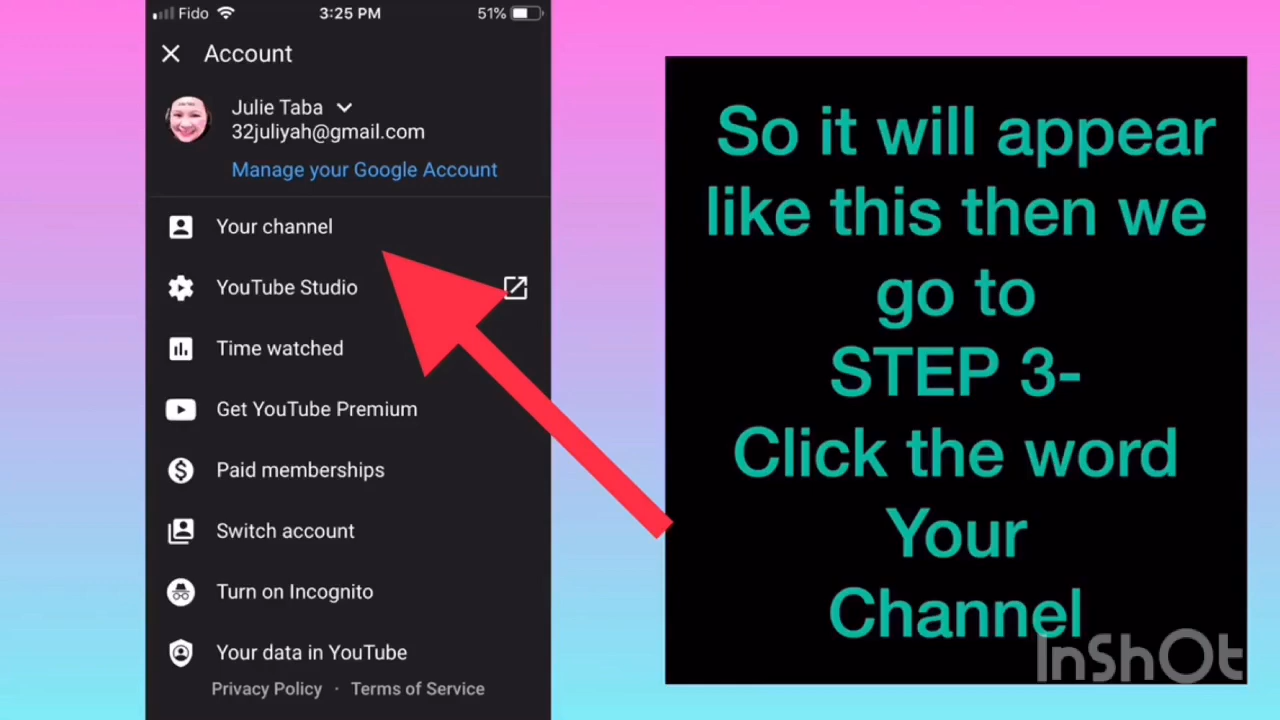 Fido 3:25 PM 51%
Account
Julie Taba
32juliyah@gmail.com
Manage your Google Account
Your channel
YouTube Studio
Time watched
Get YouTube Premium
Paid memberships
Switch account
Turn on Incognito
Your data in YouTube
Privacy Policy · Terms of Service
So it will appear
like this then we
go to
STEP 3-
Click the word
Your
Channel
InShOt